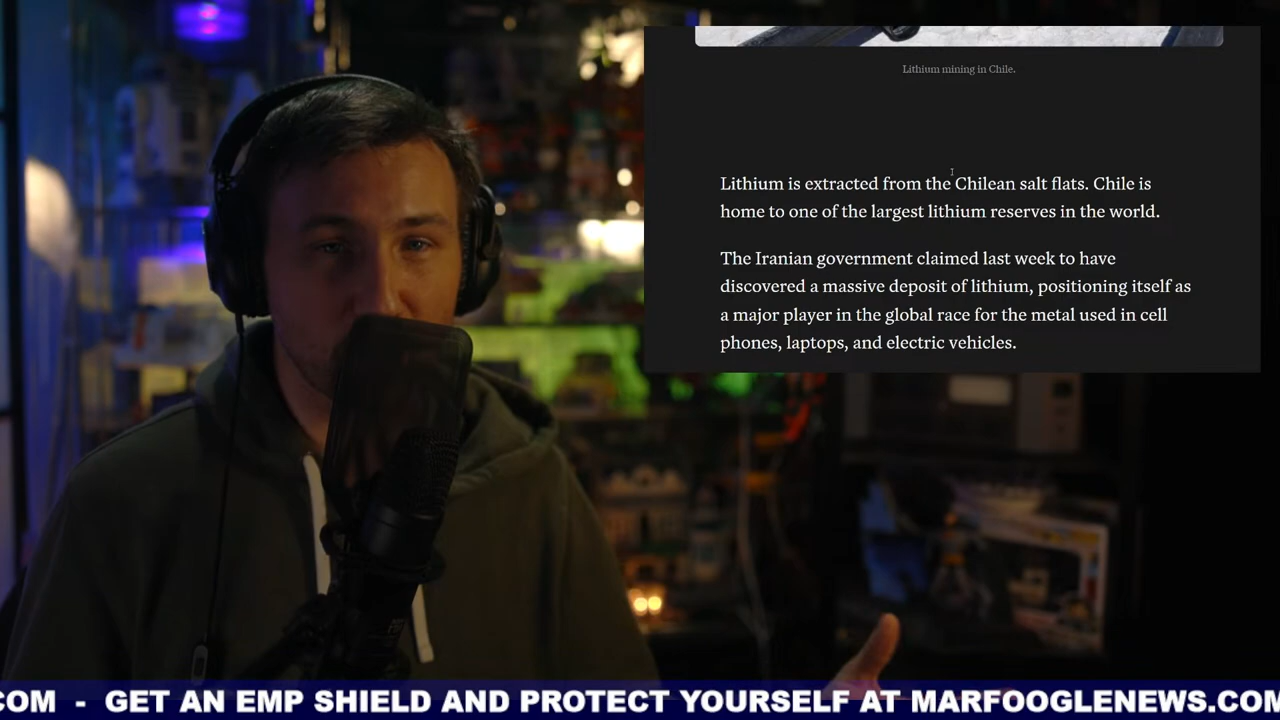 Lithium mining in Chile.
Lithium is extracted from the Chilean salt flats. Chile is
home to one of the largest lithium reserves in the world.
The Iranian government claimed last week to have
discovered a massive deposit of lithium, positioning itself as
a major player in the global race for the metal used in cell
phones, laptops, and electric vehicles.
COM - GET AN EMP SHIELD AND PROTECT YOURSELF AT MARFOOGLENEWS.COM